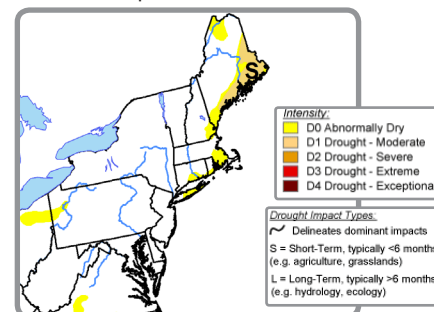 S
Intensity:
D0 Abnormally Dry
D1 Drought - Moderate
D2 Drought - Severe
D3 Drought - Extreme
D4 Drought - Exceptiona
Drought Impact Types:
Delineates dominant impacts
S = Short-Term, typically <6 months
(e.g. agriculture, grasslands)
L = Long-Term, typically >6 months
(e.g. hydrology, ecology)